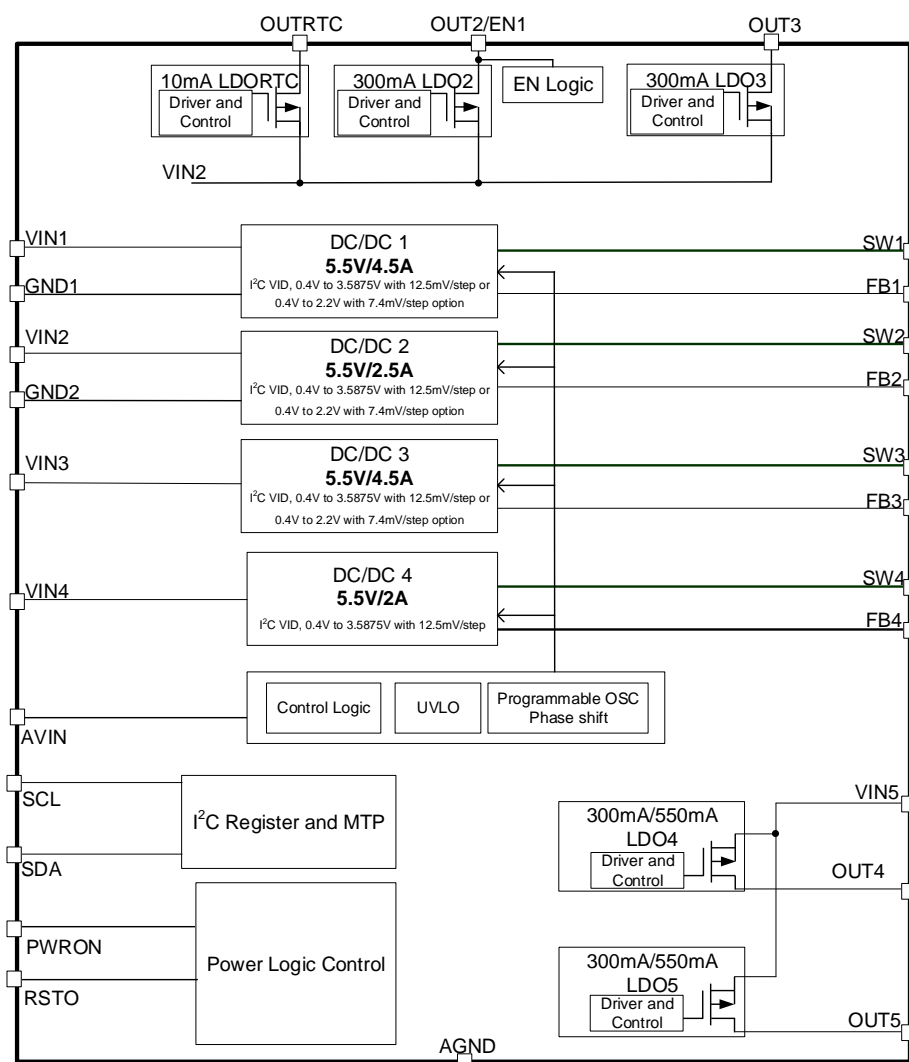 OUTRTC
OUT2/EN1
OUT3
10mA LDORTC
Driver and
Control
300mA LDO2
Driver and
Control
EN Logic
300mA LDO3
Driver and
Control
VIN2
VIN1
GND1
DC/DC 1
5.5V/4.5A
I²C VID, 0.4V to 3.5875V with 12.5mV/step or
0.4V to 2.2V with 7.4mV/step option
SW1
FB1
VIN2
GND2
DC/DC 2
5.5V/2.5A
I²C VID, 0.4V to 3.5875V with 12.5mV/step or
0.4V to 2.2V with 7.4mV/step option
SW2
FB2
VIN3
DC/DC 3
5.5V/4.5A
I²C VID, 0.4V to 3.5875V with 12.5mV/step or
0.4V to 2.2V with 7.4mV/step option
SW3
FB3
VIN4
DC/DC 4
5.5V/2A
I²C VID, 0.4V to 3.5875V with 12.5mV/step
SW4
FB4
AVIN
Control Logic
UVLO
Programmable OSC
Phase shift
SCL
SDA
I²C Register and MTP
PWRON
RSTO
Power Logic Control
300mA/550mA
LDO4
Driver and
Control
VIN5
OUT4
300mA/550mA
LDO5
Driver and
Control
OUT5
AGND